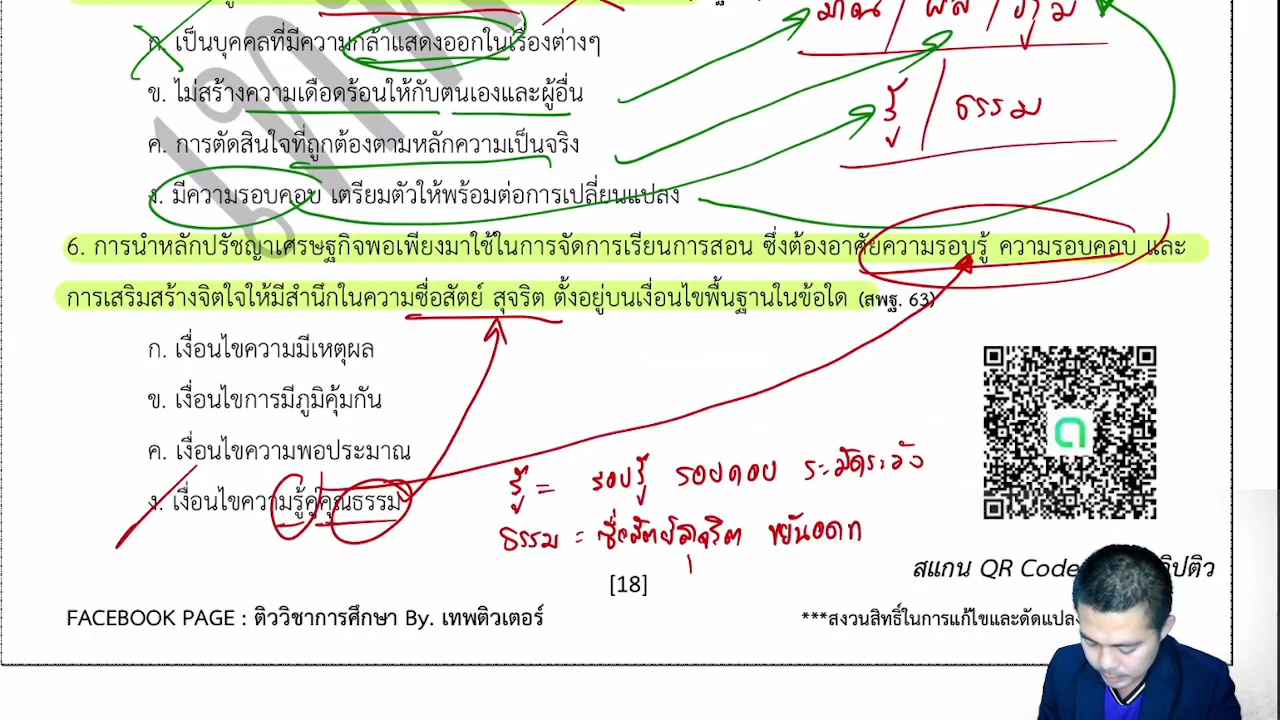 ก. เป็นบุคคลที่มีความกล้าแสดงออกในเรื่องต่างๆ
ข. ไม่สร้างความเดือดร้อนให้กับตนเองและผู้อื่น
ค. การตัดสินใจที่ถูกต้องตามหลักความเป็นจริง
ง. มีความรอบคอบ เตรียมตัวให้พร้อมต่อการเปลี่ยนแปลง
รู้ / ธรรม
6. การนำหลักปรัชญาเศรษฐกิจพอเพียงมาใช้ในการจัดการเรียนการสอน ซึ่งต้องอาศัยความรอบรู้ ความรอบคอบ และ
การเสริมสร้างจิตใจให้มีสำนึกในความซื่อสัตย์ สุจริต ตั้งอยู่บนเงื่อนไขพื้นฐานในข้อใด (สพฐ. 63)
ก. เงื่อนไขความมีเหตุผล
ข. เงื่อนไขการมีภูมิคุ้มกัน
ค. เงื่อนไขความพอประมาณ
ง. เงื่อนไขความรู้คู่คุณธรรม
รู้ = รอบรู้ รอบคอบ ระมัดระวัง
ธรรม = ซื่อสัตย์สุจริต ขยันอดท
สแกน QR Code
[18]
FACEBOOK PAGE : ติววิชาการศึกษา By. เทพติวเตอร์
***สงวนสิทธิ์ในการแก้ไขและดัดแปลง